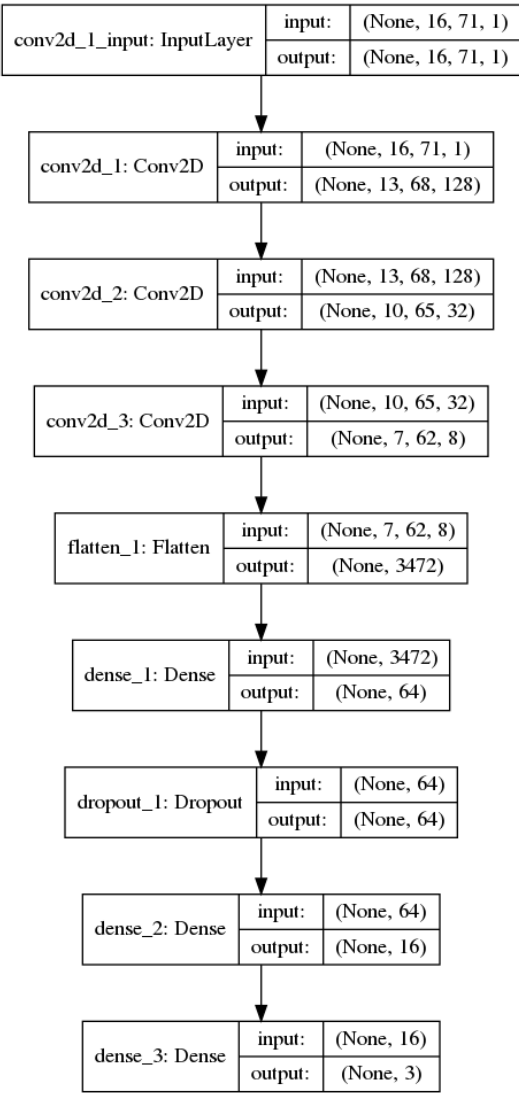 conv2d_1_input: InputLayer
input: (None, 16, 71, 1)
output: (None, 16, 71, 1)
conv2d_1: Conv2D
input: (None, 16, 71, 1)
output: (None, 13, 68, 128)
conv2d_2: Conv2D
input: (None, 13, 68, 128)
output: (None, 10, 65, 32)
conv2d_3: Conv2D
input: (None, 10, 65, 32)
output: (None, 7, 62, 8)
flatten_1: Flatten
input: (None, 7, 62, 8)
output: (None, 3472)
dense_1: Dense
input: (None, 3472)
output: (None, 64)
dropout_1: Dropout
input: (None, 64)
output: (None, 64)
dense_2: Dense
input: (None, 64)
output: (None, 16)
dense_3: Dense
input: (None, 16)
output: (None, 3)